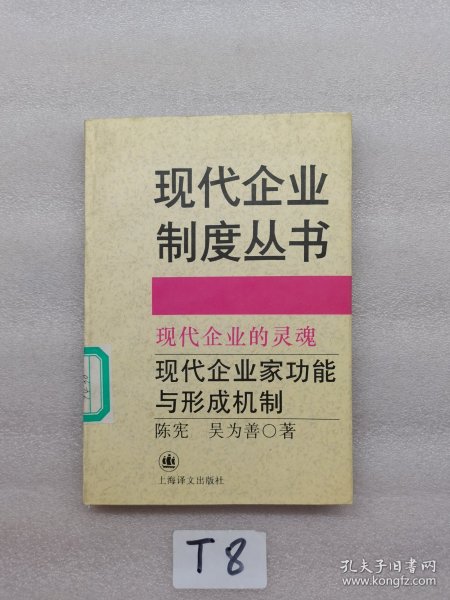 现代企业
制度丛书
现代企业的灵魂
现代企业家功能
与形成机制
陈宪 吴为善○著
上海译文出版社
T 8
孔夫子旧书网
www.kongfz.com